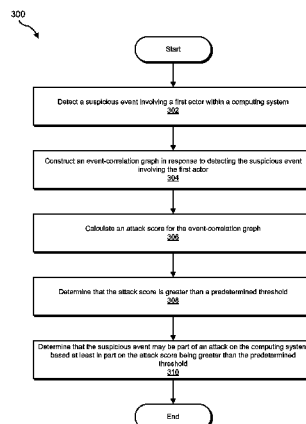 300
Start
Detect a suspicious event involving a first actor within a computing system
302
Construct an event-correlation graph in response to detecting the suspicious event
involving the first actor
304
Calculate an attack score for the event-correlation graph
306
Determine that the attack score is greater than a predetermined threshold
308
Determine that the suspicious event may be part of an attack on the computing system
based at least in part on the attack score being greater than the predetermined
threshold
310
End